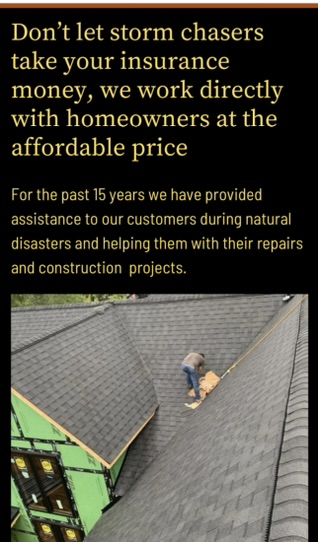 Don’t let storm chasers
take your insurance
money, we work directly
with homeowners at the
affordable price
For the past 15 years we have provided
assistance to our customers during natural
disasters and helping them with their repairs
and construction projects.